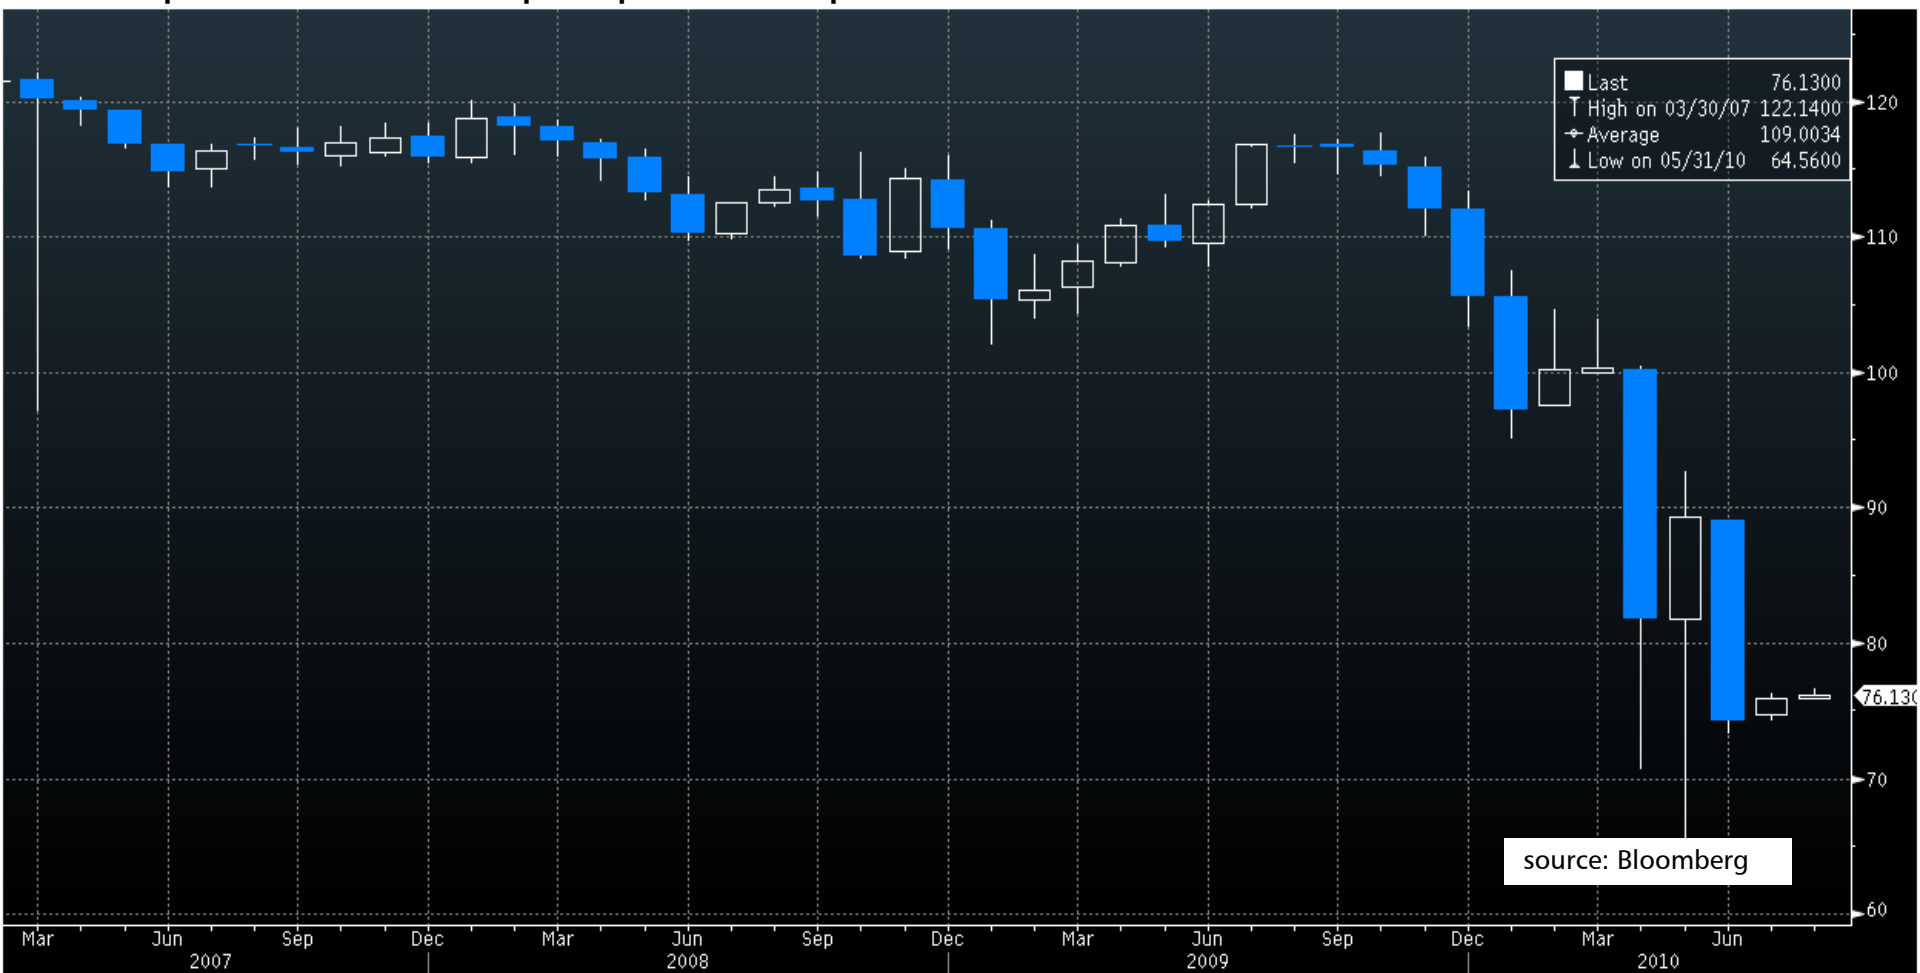 Last 76.1300
High on 03/30/07 122.1400
Average 109.0034
Low on 05/31/10 64.5600
120
110
100
90
80
76.130
70
60
source: Bloomberg
Mar Jun Sep Dec Mar Jun Sep Dec Mar Jun Sep Dec Mar Jun
2007 2008 2009 2010